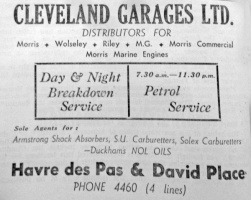 CLEVELAND GARAGES LTD.
DISTRIBUTORS FOR
Morris • Wolseley • Riley • M.G. • Morris Commercial
Morris Marine Engines
Day & Night
Breakdown
Service
7.30 a.m.—11.30 p.m.
Petrol
Service
Sole Agents for :
Armstrong Shock Absorbers, S.U. Carburetters, Solex Carburetters
—Duckhams NOL OILS
Havre des Pas & David Place
PHONE 4460 (4 lines)